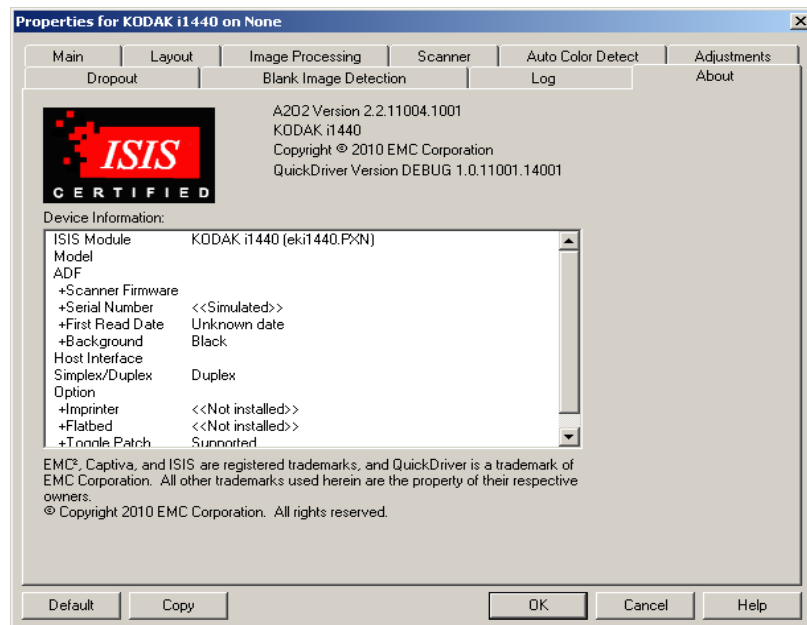 Properties for KODAK i1440 on None
Main Layout Image Processing Scanner Auto Color Detect Adjustments
Dropout Blank Image Detection Log About
ISIS
CERTIFIED
A2O2 Version 2.2.11004.1001
KODAK i1440
Copyright © 2010 EMC Corporation
QuickDriver Version DEBUG 1.0.11001.14001
Device Information:
ISIS Module KODAK i1440 (eki1440.PXN)
Model
ADF
+Scanner Firmware
+Serial Number <<Simulated>>
+First Read Date Unknown date
+Background Black
Host Interface
Simplex/Duplex Duplex
Option
+Imprinter <<Not installed>>
+Flatbed <<Not installed>>
+Toggle Patch Supported
EMC², Captiva, and ISIS are registered trademarks, and QuickDriver is a trademark of
EMC Corporation. All other trademarks used herein are the property of their respective
owners.
© Copyright 2010 EMC Corporation. All rights reserved.
Default Copy OK Cancel Help